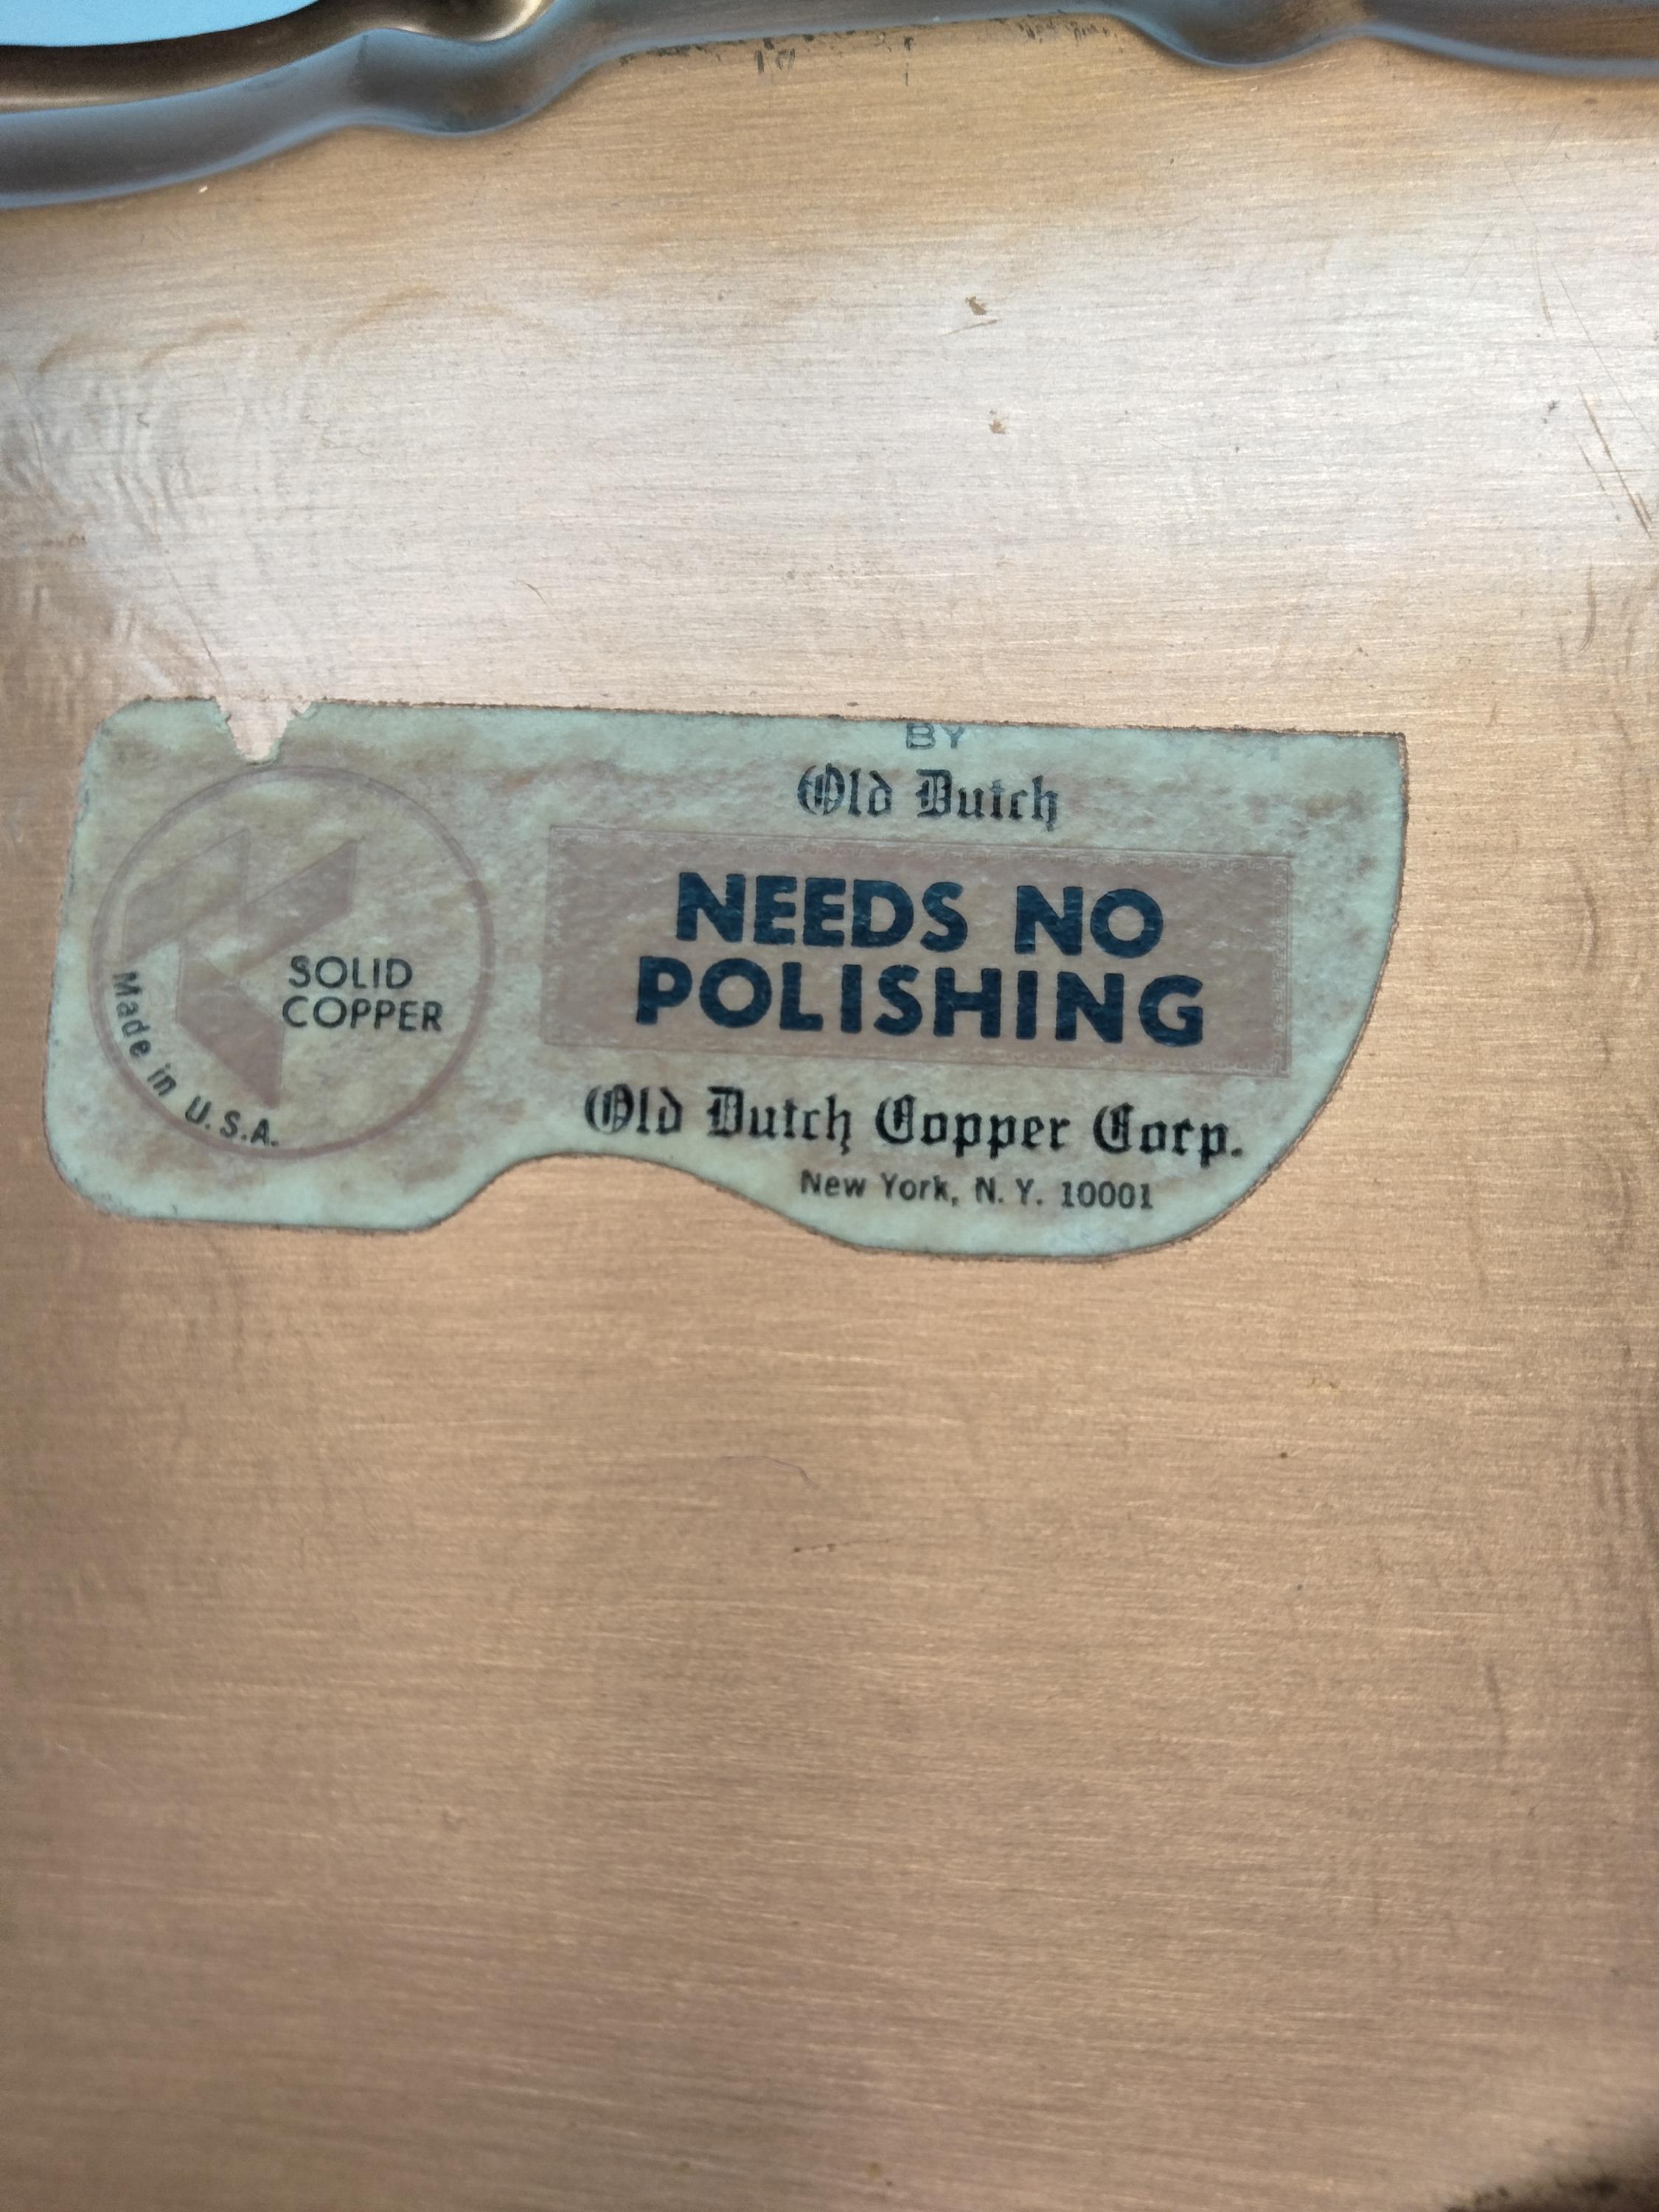 BY
Old Dutch
NEEDS NO
POLISHING
Old Dutch Copper Corp.
New York, N. Y. 10001
SOLID
COPPER
Made in U.S.A.